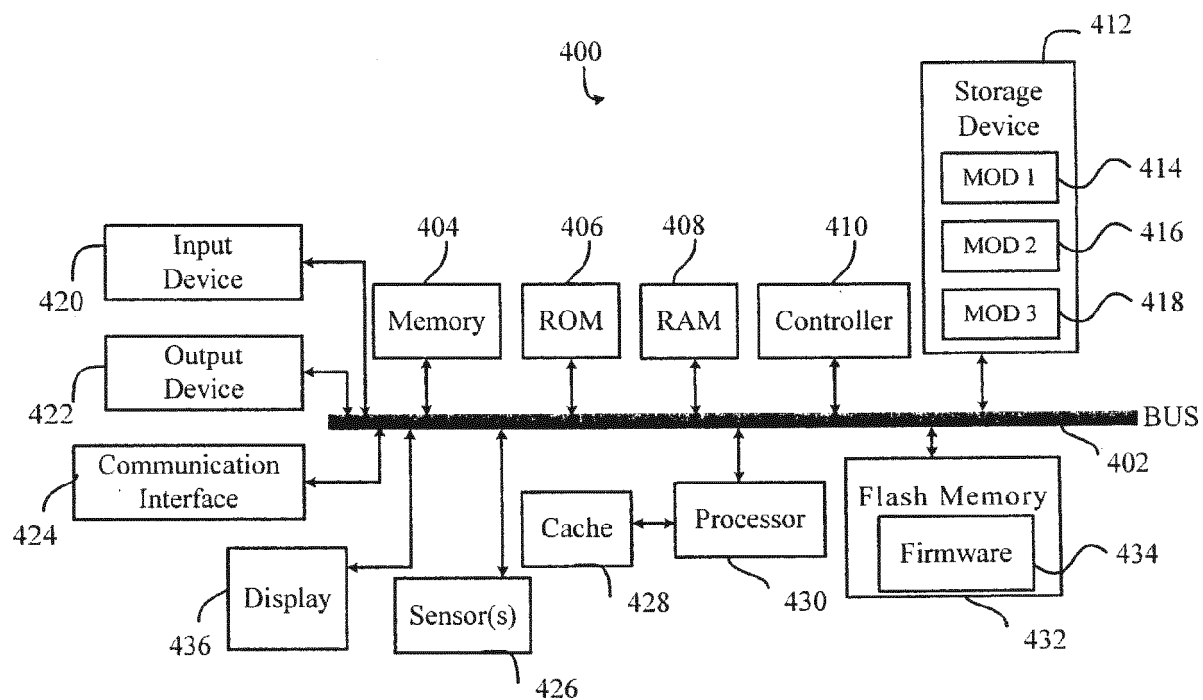 400
412
Storage
Device
MOD 1
414
MOD 2
416
MOD 3
418
404
406
408
410
Input
Device
420
Memory
ROM
RAM
Controller
Output
Device
422
BUS
402
Communication
Interface
424
Cache
428
Processor
430
Flash Memory
Firmware
434
432
Display
436
Sensor(s)
426